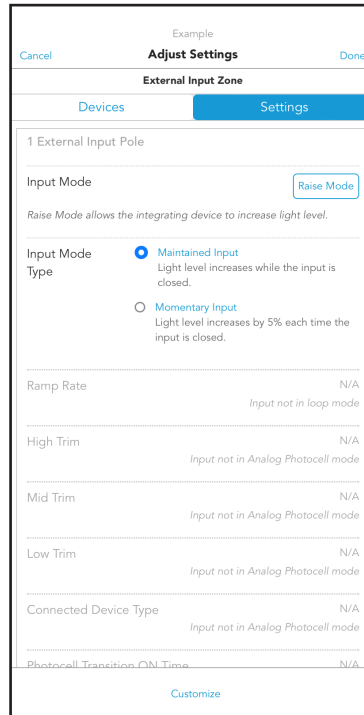 Example
Cancel
Adjust Settings
Done
External Input Zone
Devices
Settings
1 External Input Pole
Input Mode
Raise Mode
Raise Mode allows the integrating device to increase light level.
Input Mode
Type
Maintained Input
Light level increases while the input is
closed.
Momentary Input
Light level increases by 5% each time the
input is closed.
Ramp Rate
N/A
Input not in loop mode
High Trim
N/A
Input not in Analog Photocell mode
Mid Trim
N/A
Input not in Analog Photocell mode
Low Trim
N/A
Input not in Analog Photocell mode
Connected Device Type
N/A
Input not in Analog Photocell mode
Photocell Transition ON Time
N/A
Customize